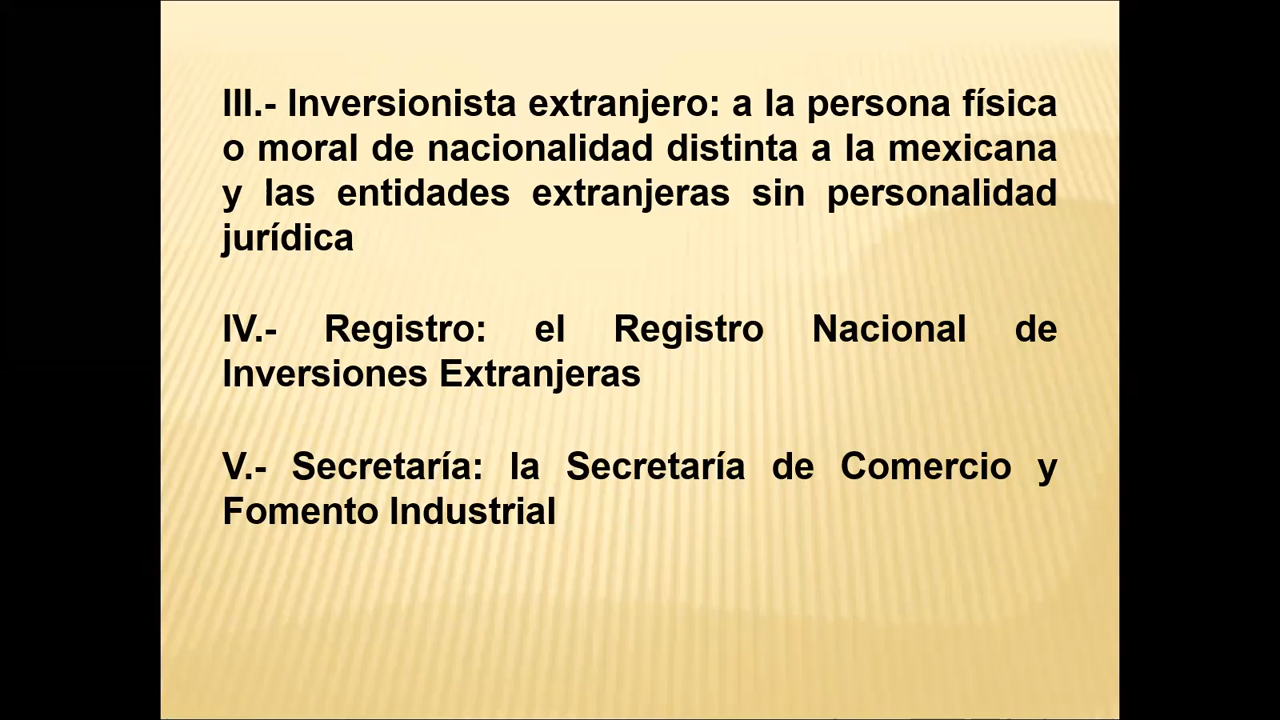 III.- Inversionista extranjero: a la persona física
o moral de nacionalidad distinta a la mexicana
y las entidades extranjeras sin personalidad
jurídica
IV.- Registro: el Registro Nacional de
Inversiones Extranjeras
V.- Secretaría: la Secretaría de Comercio y
Fomento Industrial